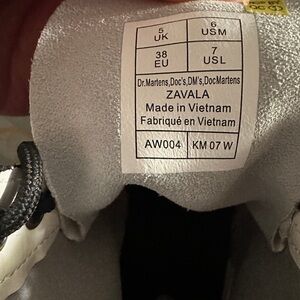 5 UK 6 USM
38 EU 7 USL
Dr.Martens,Doc's,DM's,DocMartens
ZAVALA
Made in Vietnam
Fabriqué en Vietnam
AW004 KM 07 W